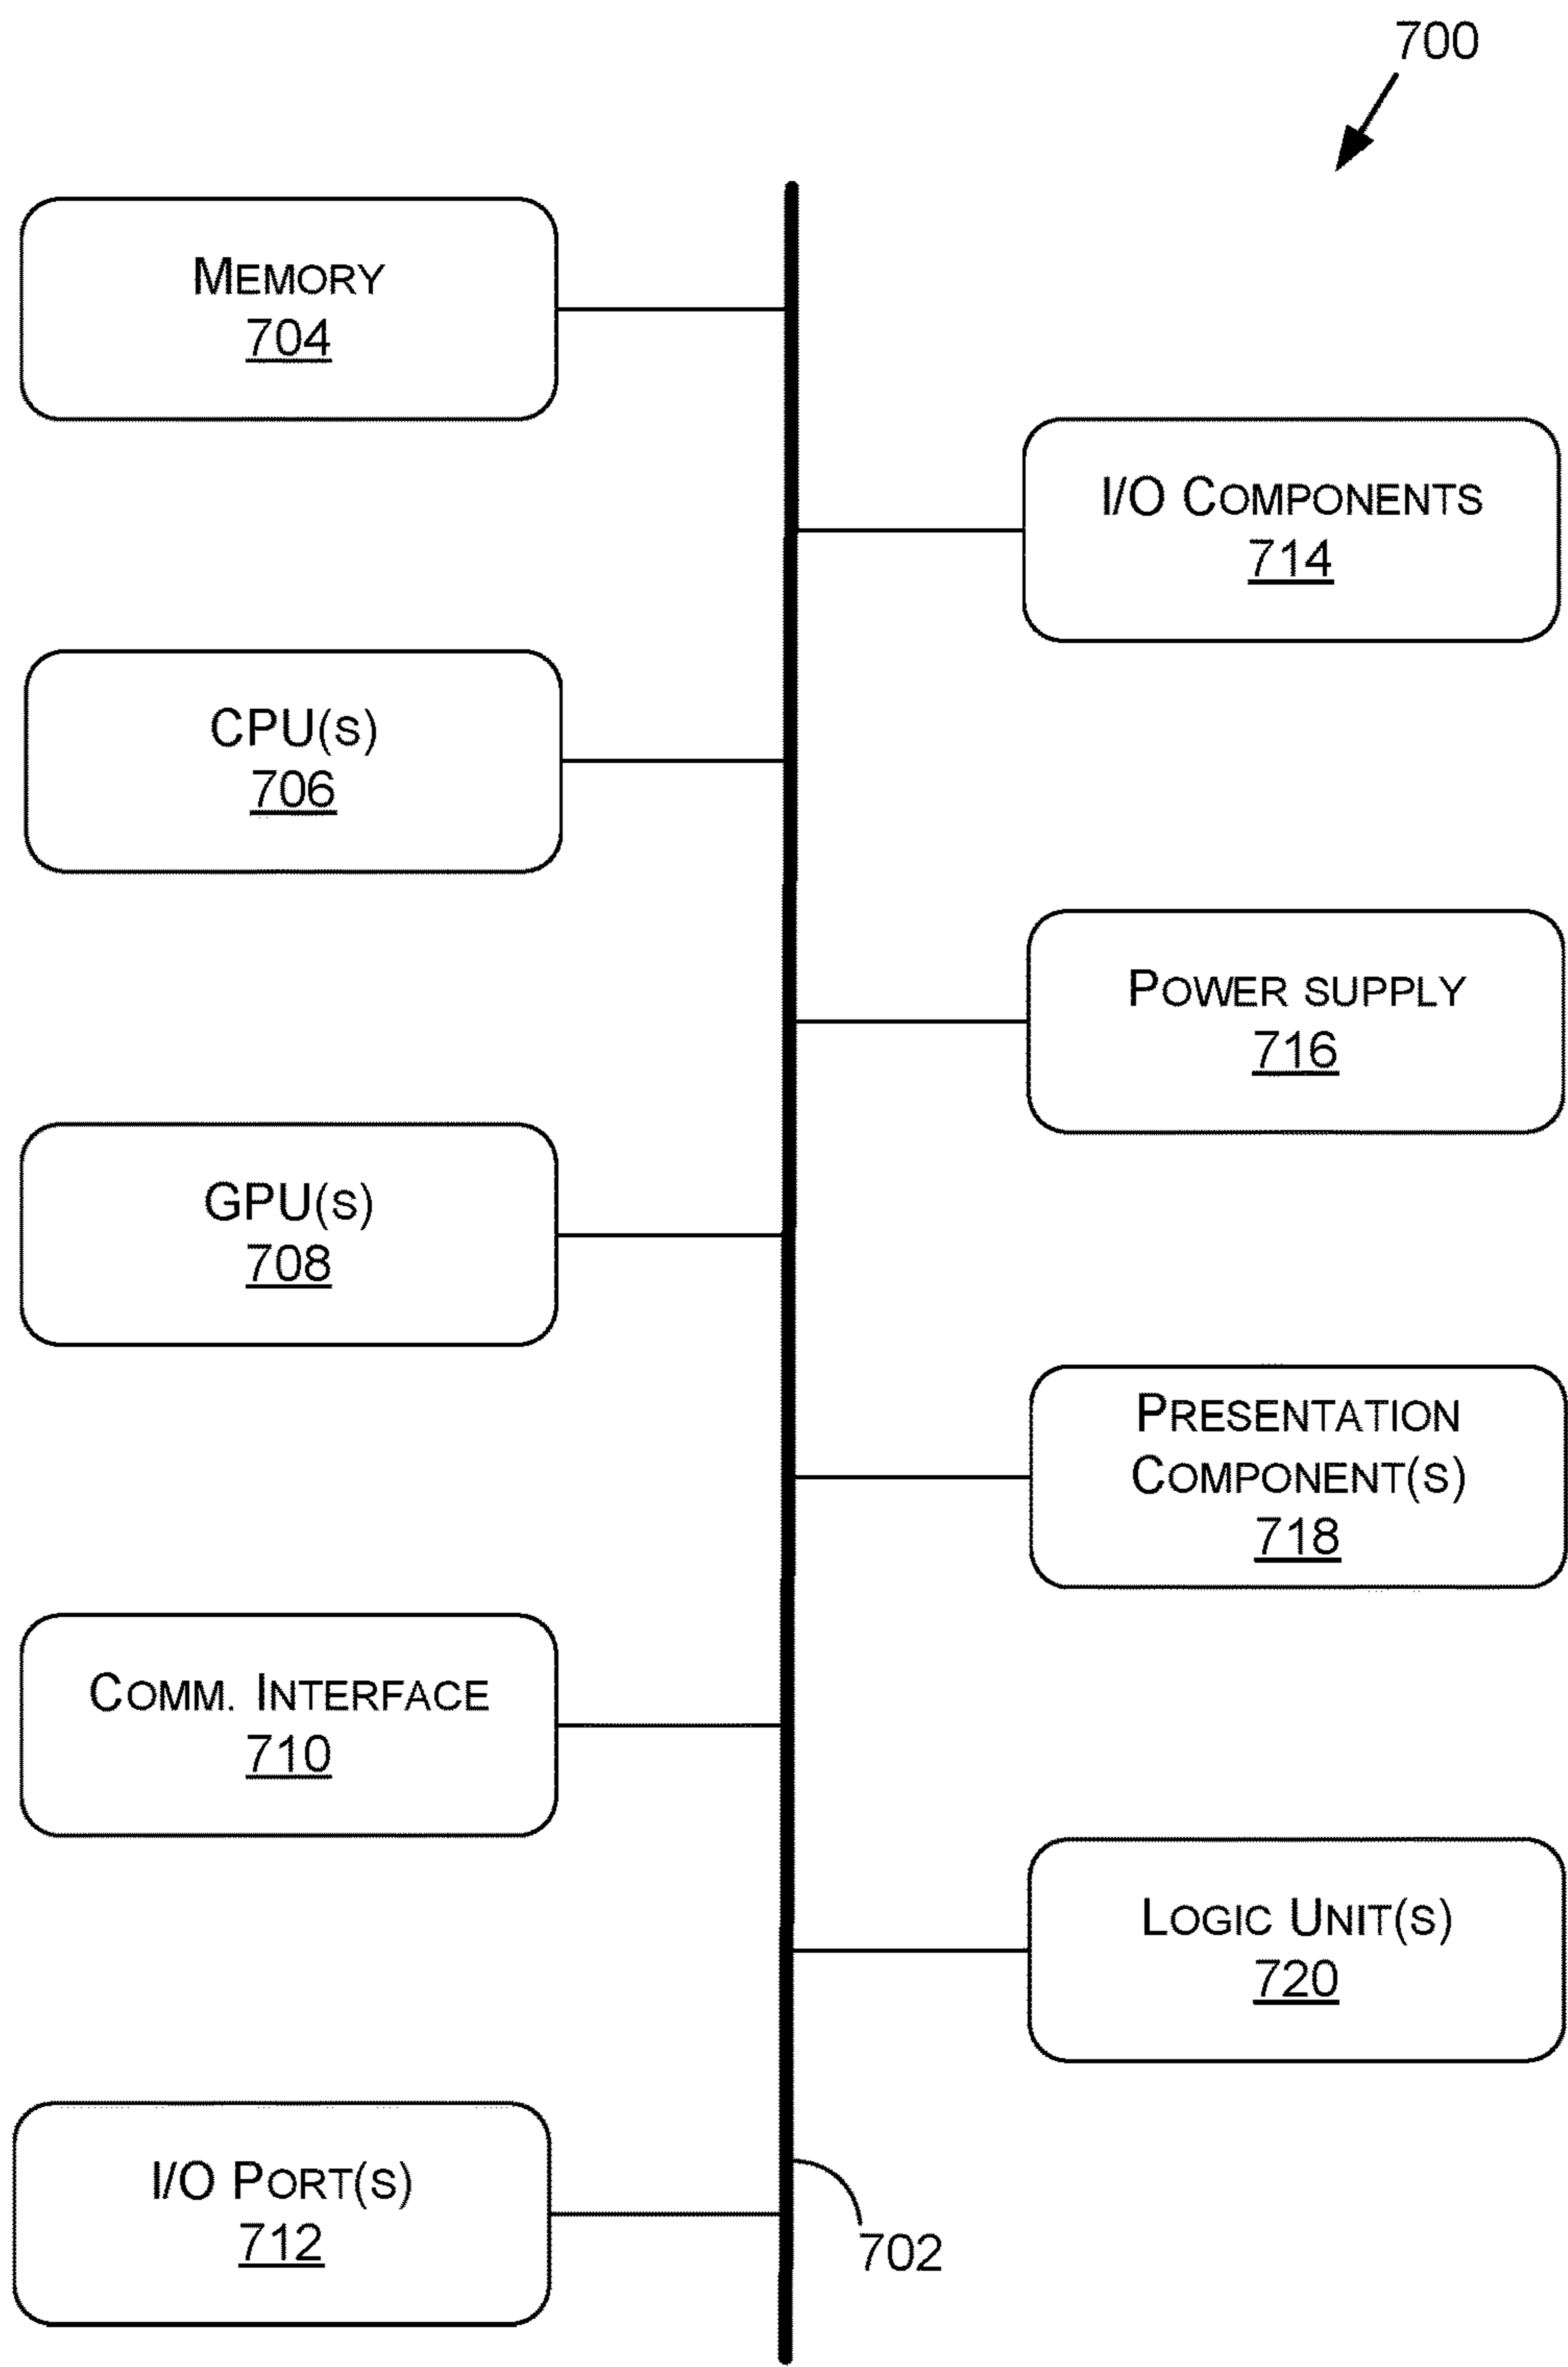 700
MEMORY
704
I/O COMPONENTS
714
CPU(S)
706
POWER SUPPLY
716
GPU(S)
708
PRESENTATION
COMPONENT(S)
718
COMM. INTERFACE
710
LOGIC UNIT(S)
720
I/O PORT(S)
712
702